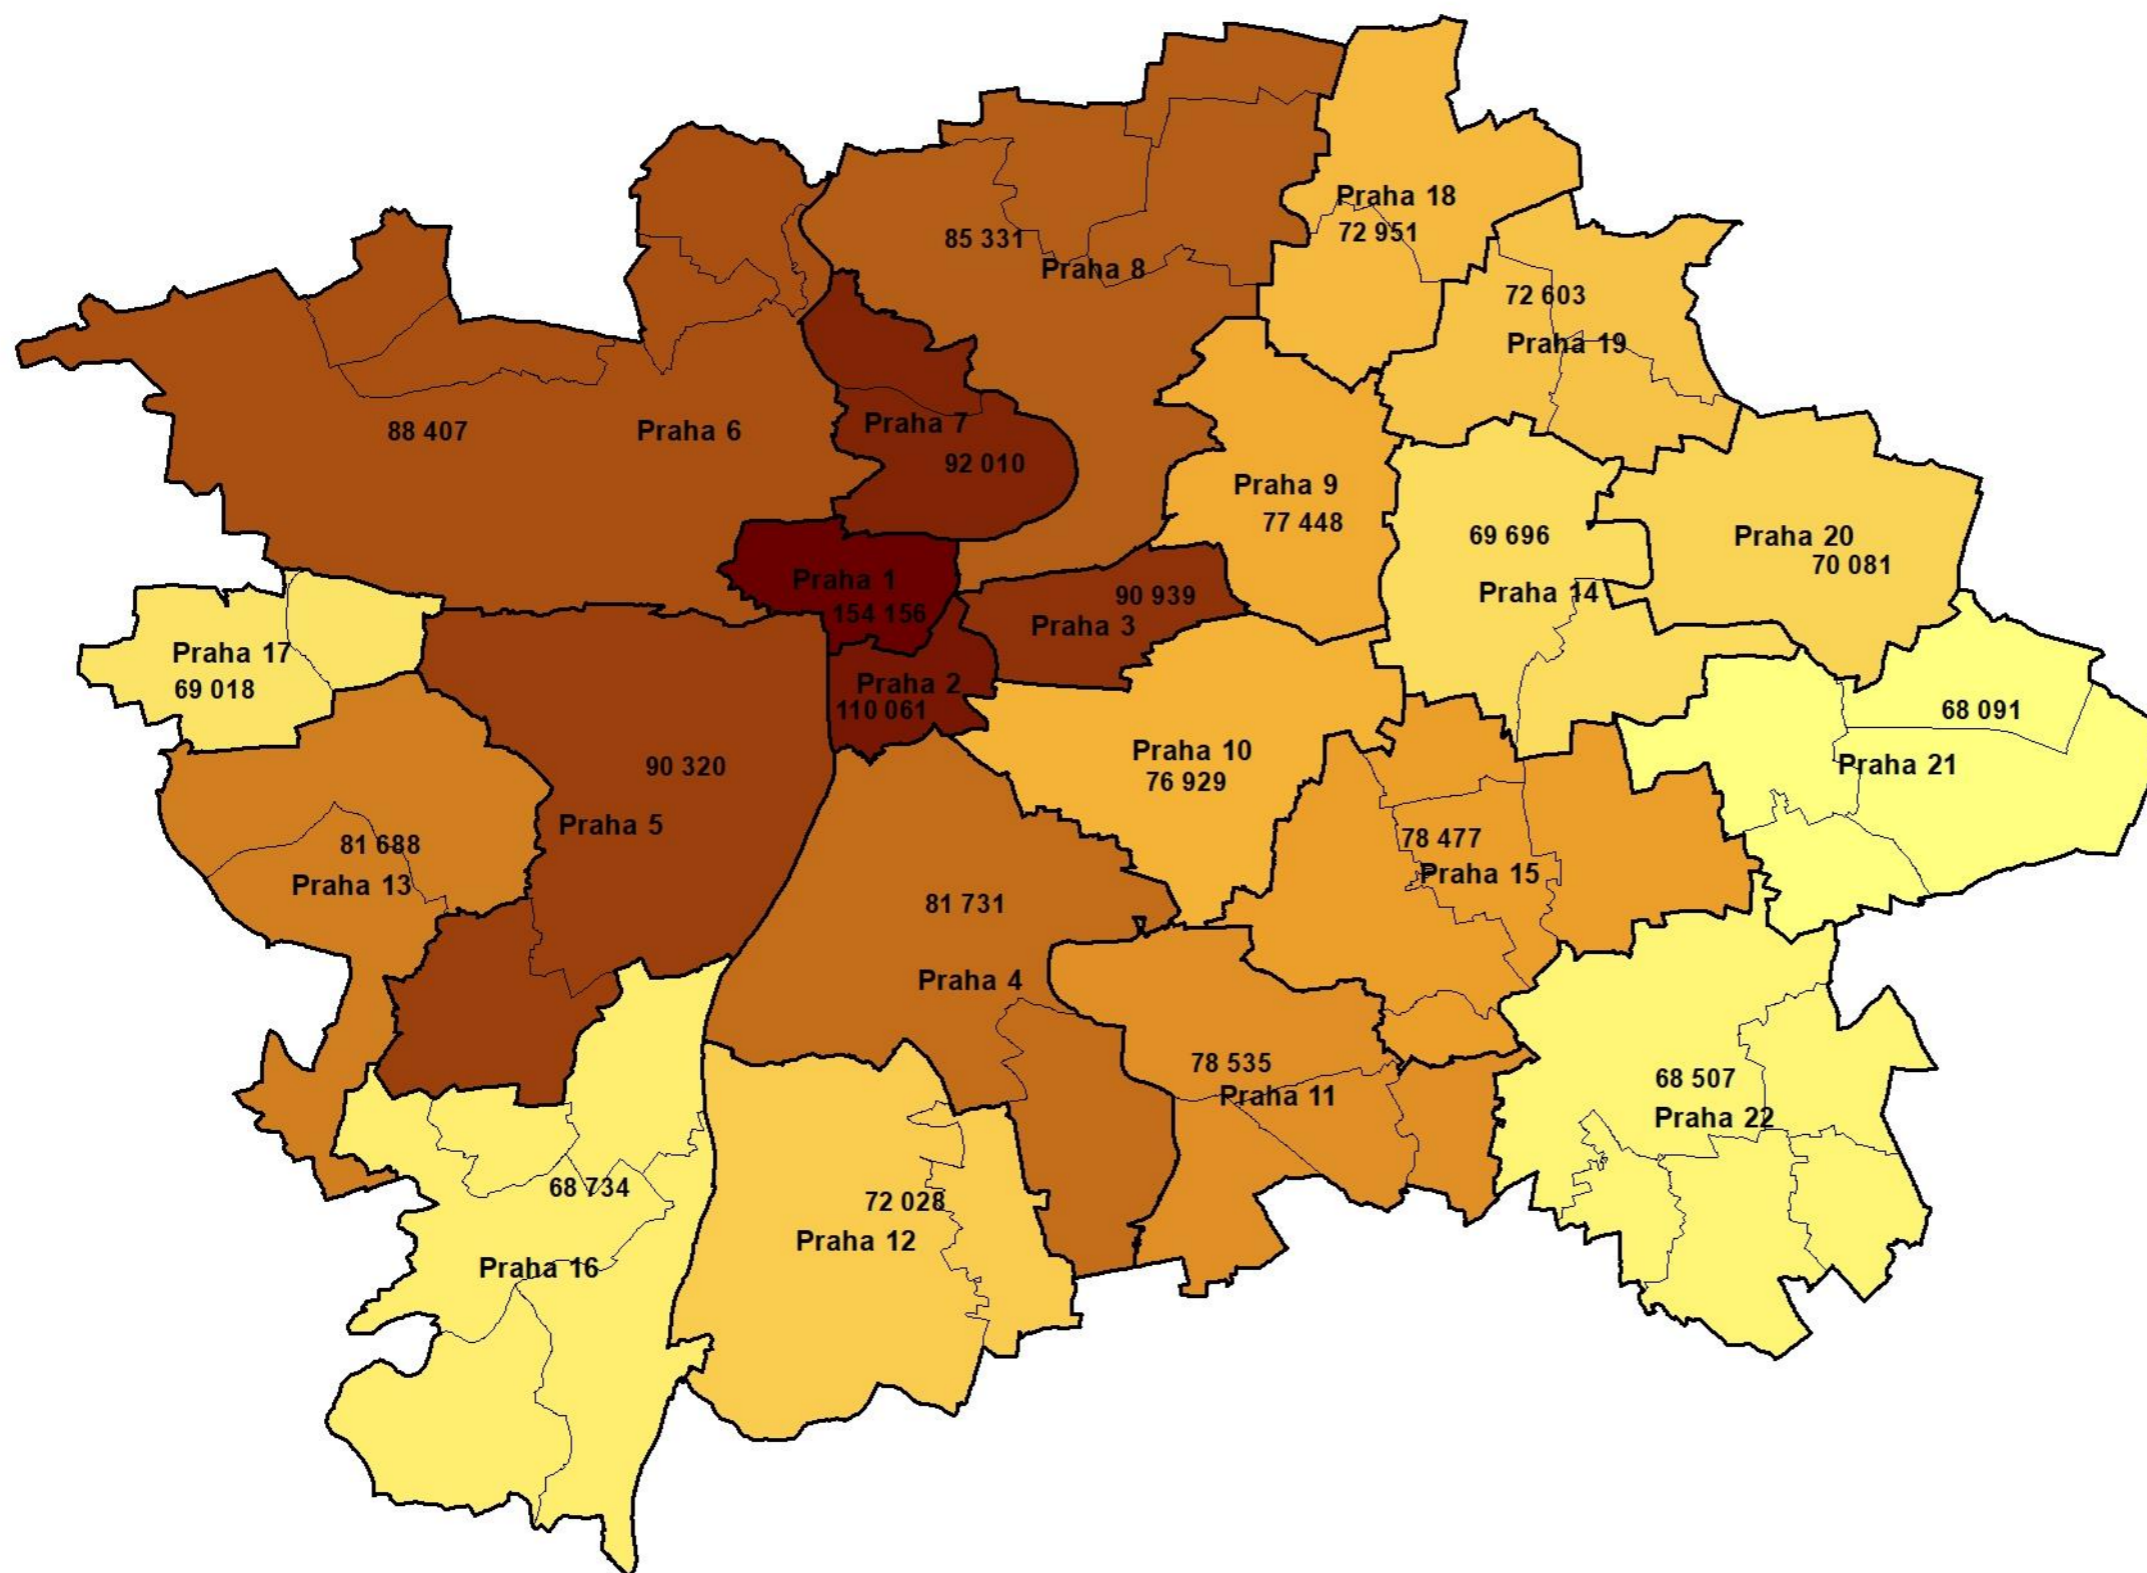 Praha 18
72 951
85 331
Praha 8
72 603
Praha 19
88 407
Praha 6
Praha 7
92 010
Praha 9
77 448
69 696
Praha 14
Praha 20
70 081
Praha 1
154 156
90 939
Praha 3
Praha 17
69 018
Praha 2
110 061
68 091
Praha 21
90 320
Praha 5
Praha 10
76 929
81 688
Praha 13
78 477
Praha 15
81 731
Praha 4
78 535
Praha 11
68 507
Praha 22
68 734
Praha 16
72 028
Praha 12